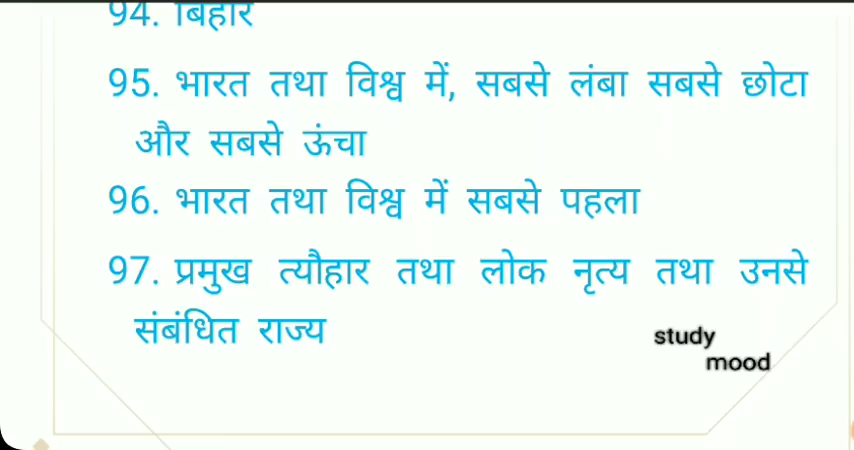 94. बिहार
95. भारत तथा विश्व में, सबसे लंबा सबसे छोटा
और सबसे ऊंचा
96. भारत तथा विश्व में सबसे पहला
97. प्रमुख त्यौहार तथा लोक नृत्य तथा उनसे
संबंधित राज्य
study
mood